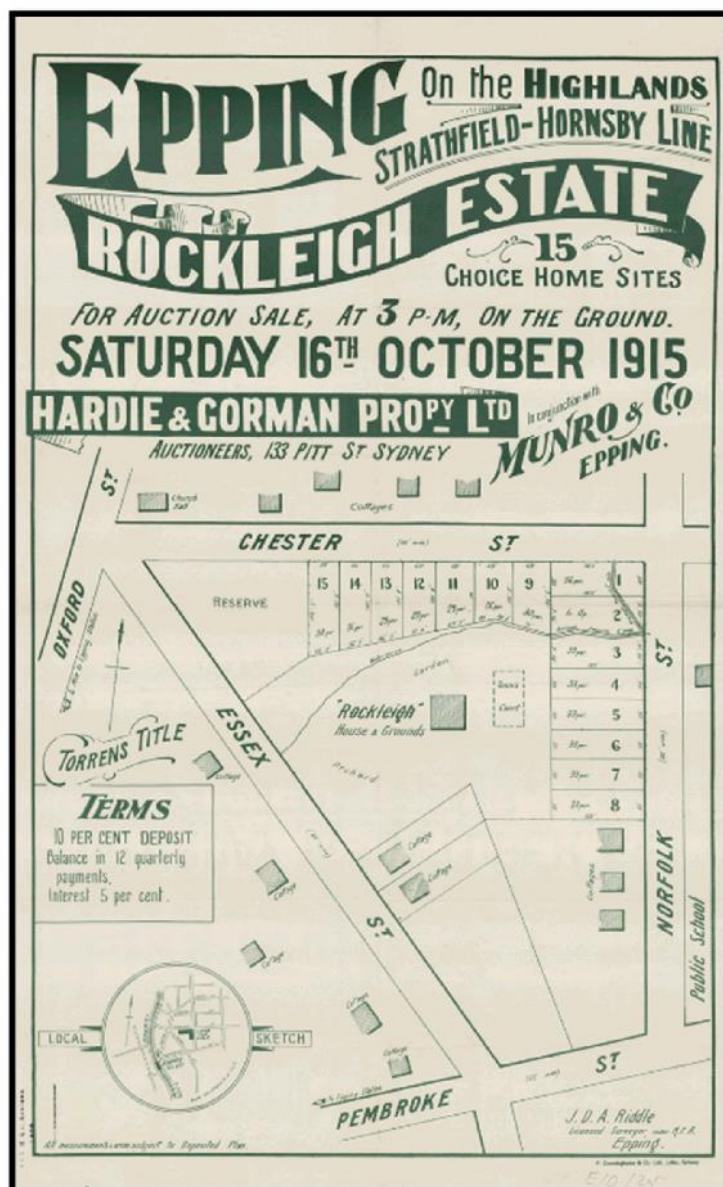 EPPING
On the HIGHLANDS
STRATHFIELD-HORNSBY LINE
ROCKLEIGH ESTATE
15
CHOICE HOME SITES
FOR AUCTION SALE, AT 3 P.M, ON THE GROUND.
SATURDAY 16TH OCTOBER 1915
HARDIE & GORMAN PROPY LTD
In conjunction with
MUNRO & CO
EPPING.
AUCTIONEERS, 133 PITT ST SYDNEY
Church
Hall
Cottages
CHESTER ST
OXFORD ST
RESERVE
15 14 13 12 11 10 9 1
2
3
4
5
6
7
8
Garden
"Rockleigh"
House & Grounds
Tennis
Court
Orchard
ESSEX ST
NORFOLK ST
Public School
TORRENS TITLE
Cottage
TERMS
10 PER CENT DEPOSIT
Balance in 12 quarterly
payments,
Interest 5 per cent.
Cottage
Cottage
Cottages
Cottage
Cottage
Cottage
Cottage
LOCAL SKETCH
PEMBROKE ST
J. D. A. Riddle
Licensed Surveyor
Epping.
All measurements &c subject to Deposited Plan.
E10/25